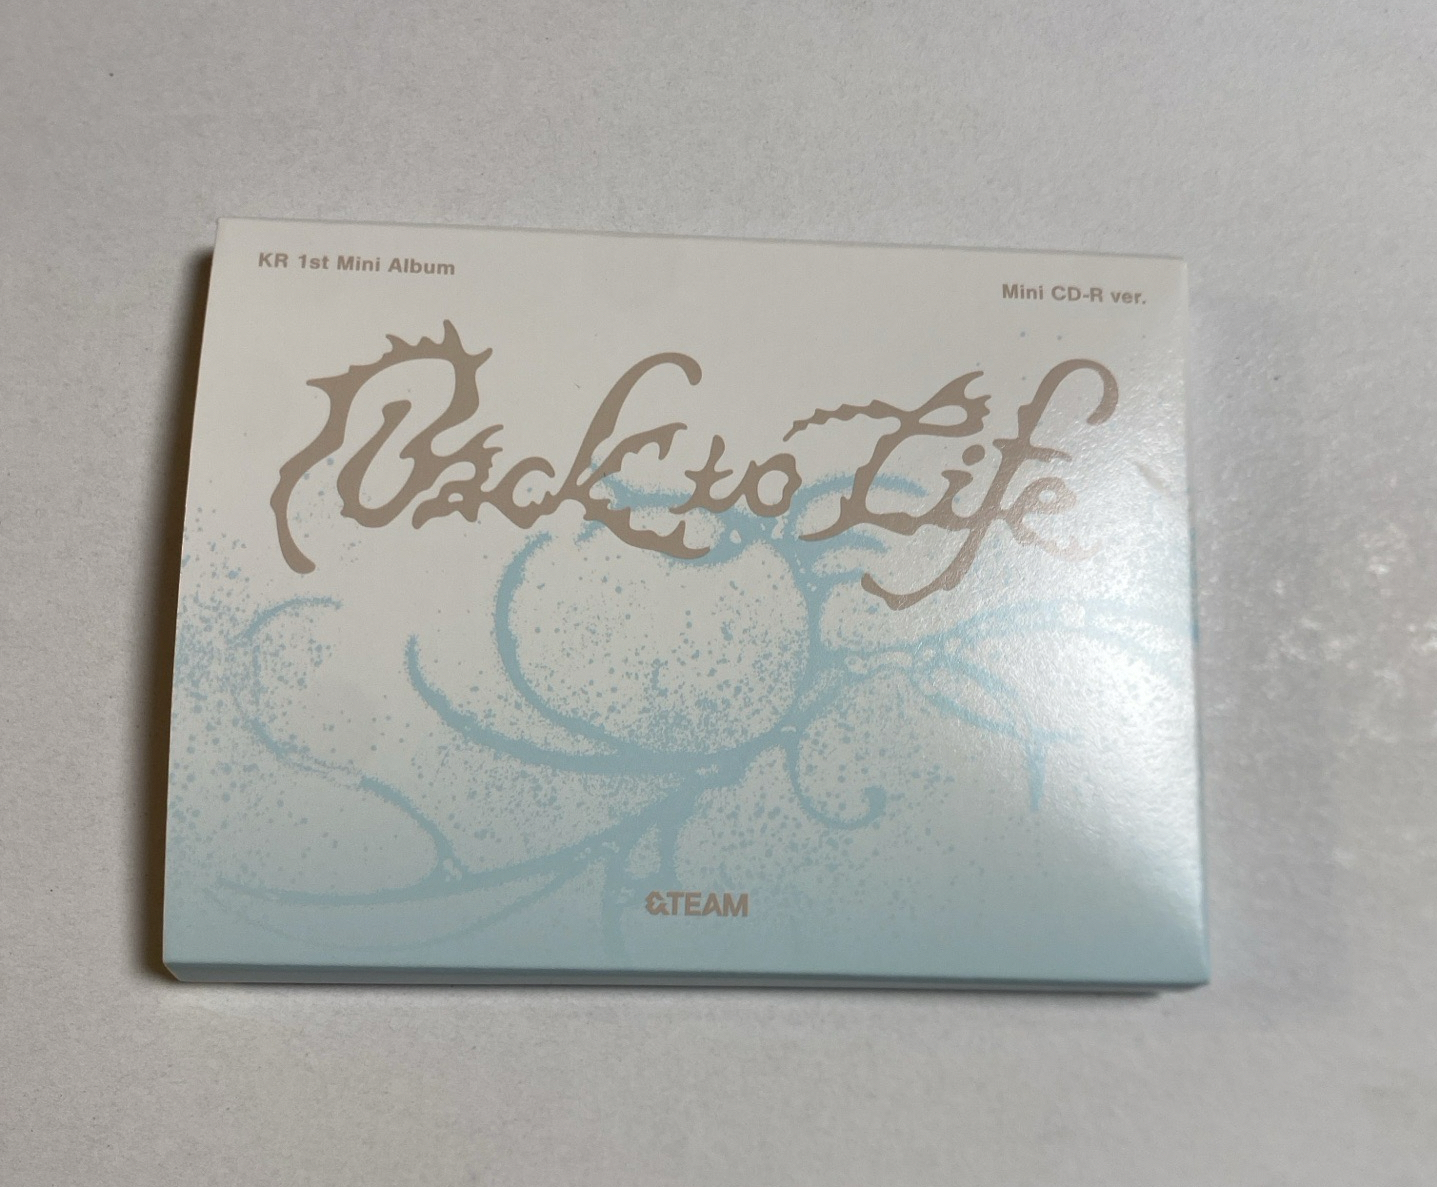 KR 1st Mini Album
Mini CD-R ver.
Back to Life
&TEAM